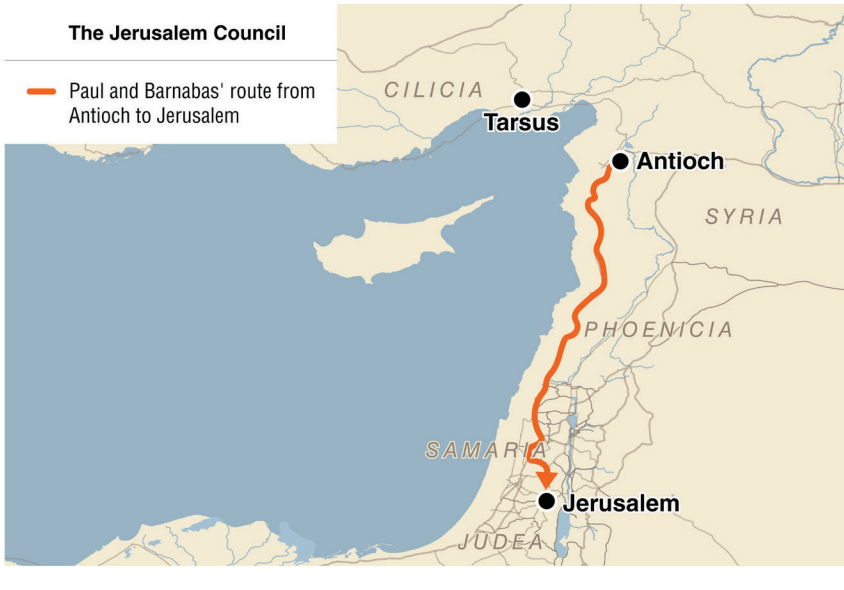 The Jerusalem Council
Paul and Barnabas' route from
Antioch to Jerusalem
CILICIA
Tarsus
Antioch
SYRIA
PHOENICIA
SAMARIA
Jerusalem
JUDEA